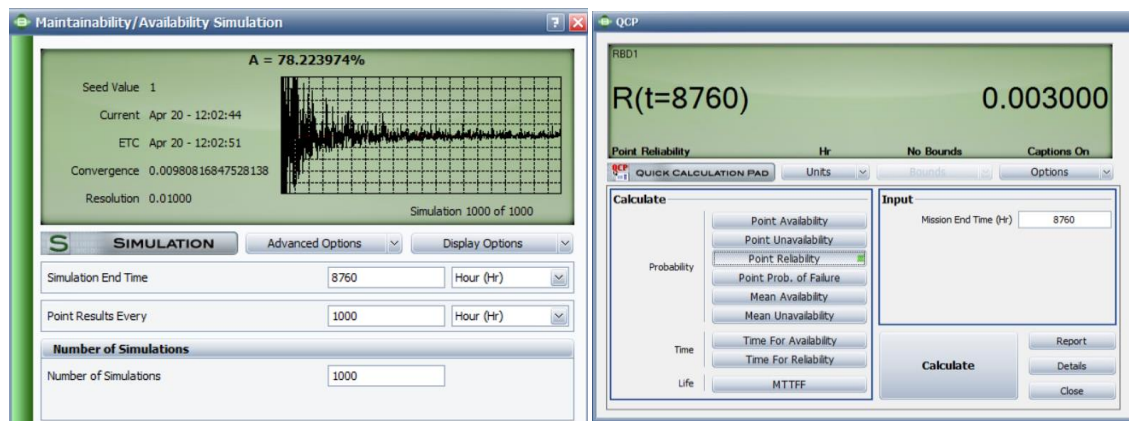 Maintainability/Availability Simulation
A = 78.223974%
Seed Value 1
Current Apr 20 - 12:02:44
ETC Apr 20 - 12:02:51
Convergence 0.00980816847528138
Resolution 0.01000
Simulation 1000 of 1000
S SIMULATION Advanced Options Display Options
Simulation End Time 8760 Hour (Hr)
Point Results Every 1000 Hour (Hr)
Number of Simulations
Number of Simulations 1000
QCP
RBD1
R(t=8760) 0.003000
Point Reliability Hr No Bounds Captions On
QCP QUICK CALCULATION PAD Units Bounds Options
Calculate
Probability
Point Availability
Point Unavailability
Point Reliability
Point Prob. of Failure
Mean Availability
Mean Unavailability
Time
Time For Availability
Time For Reliability
Life MTTFF
Input
Mission End Time (Hr) 8760
Calculate
Report
Details
Close